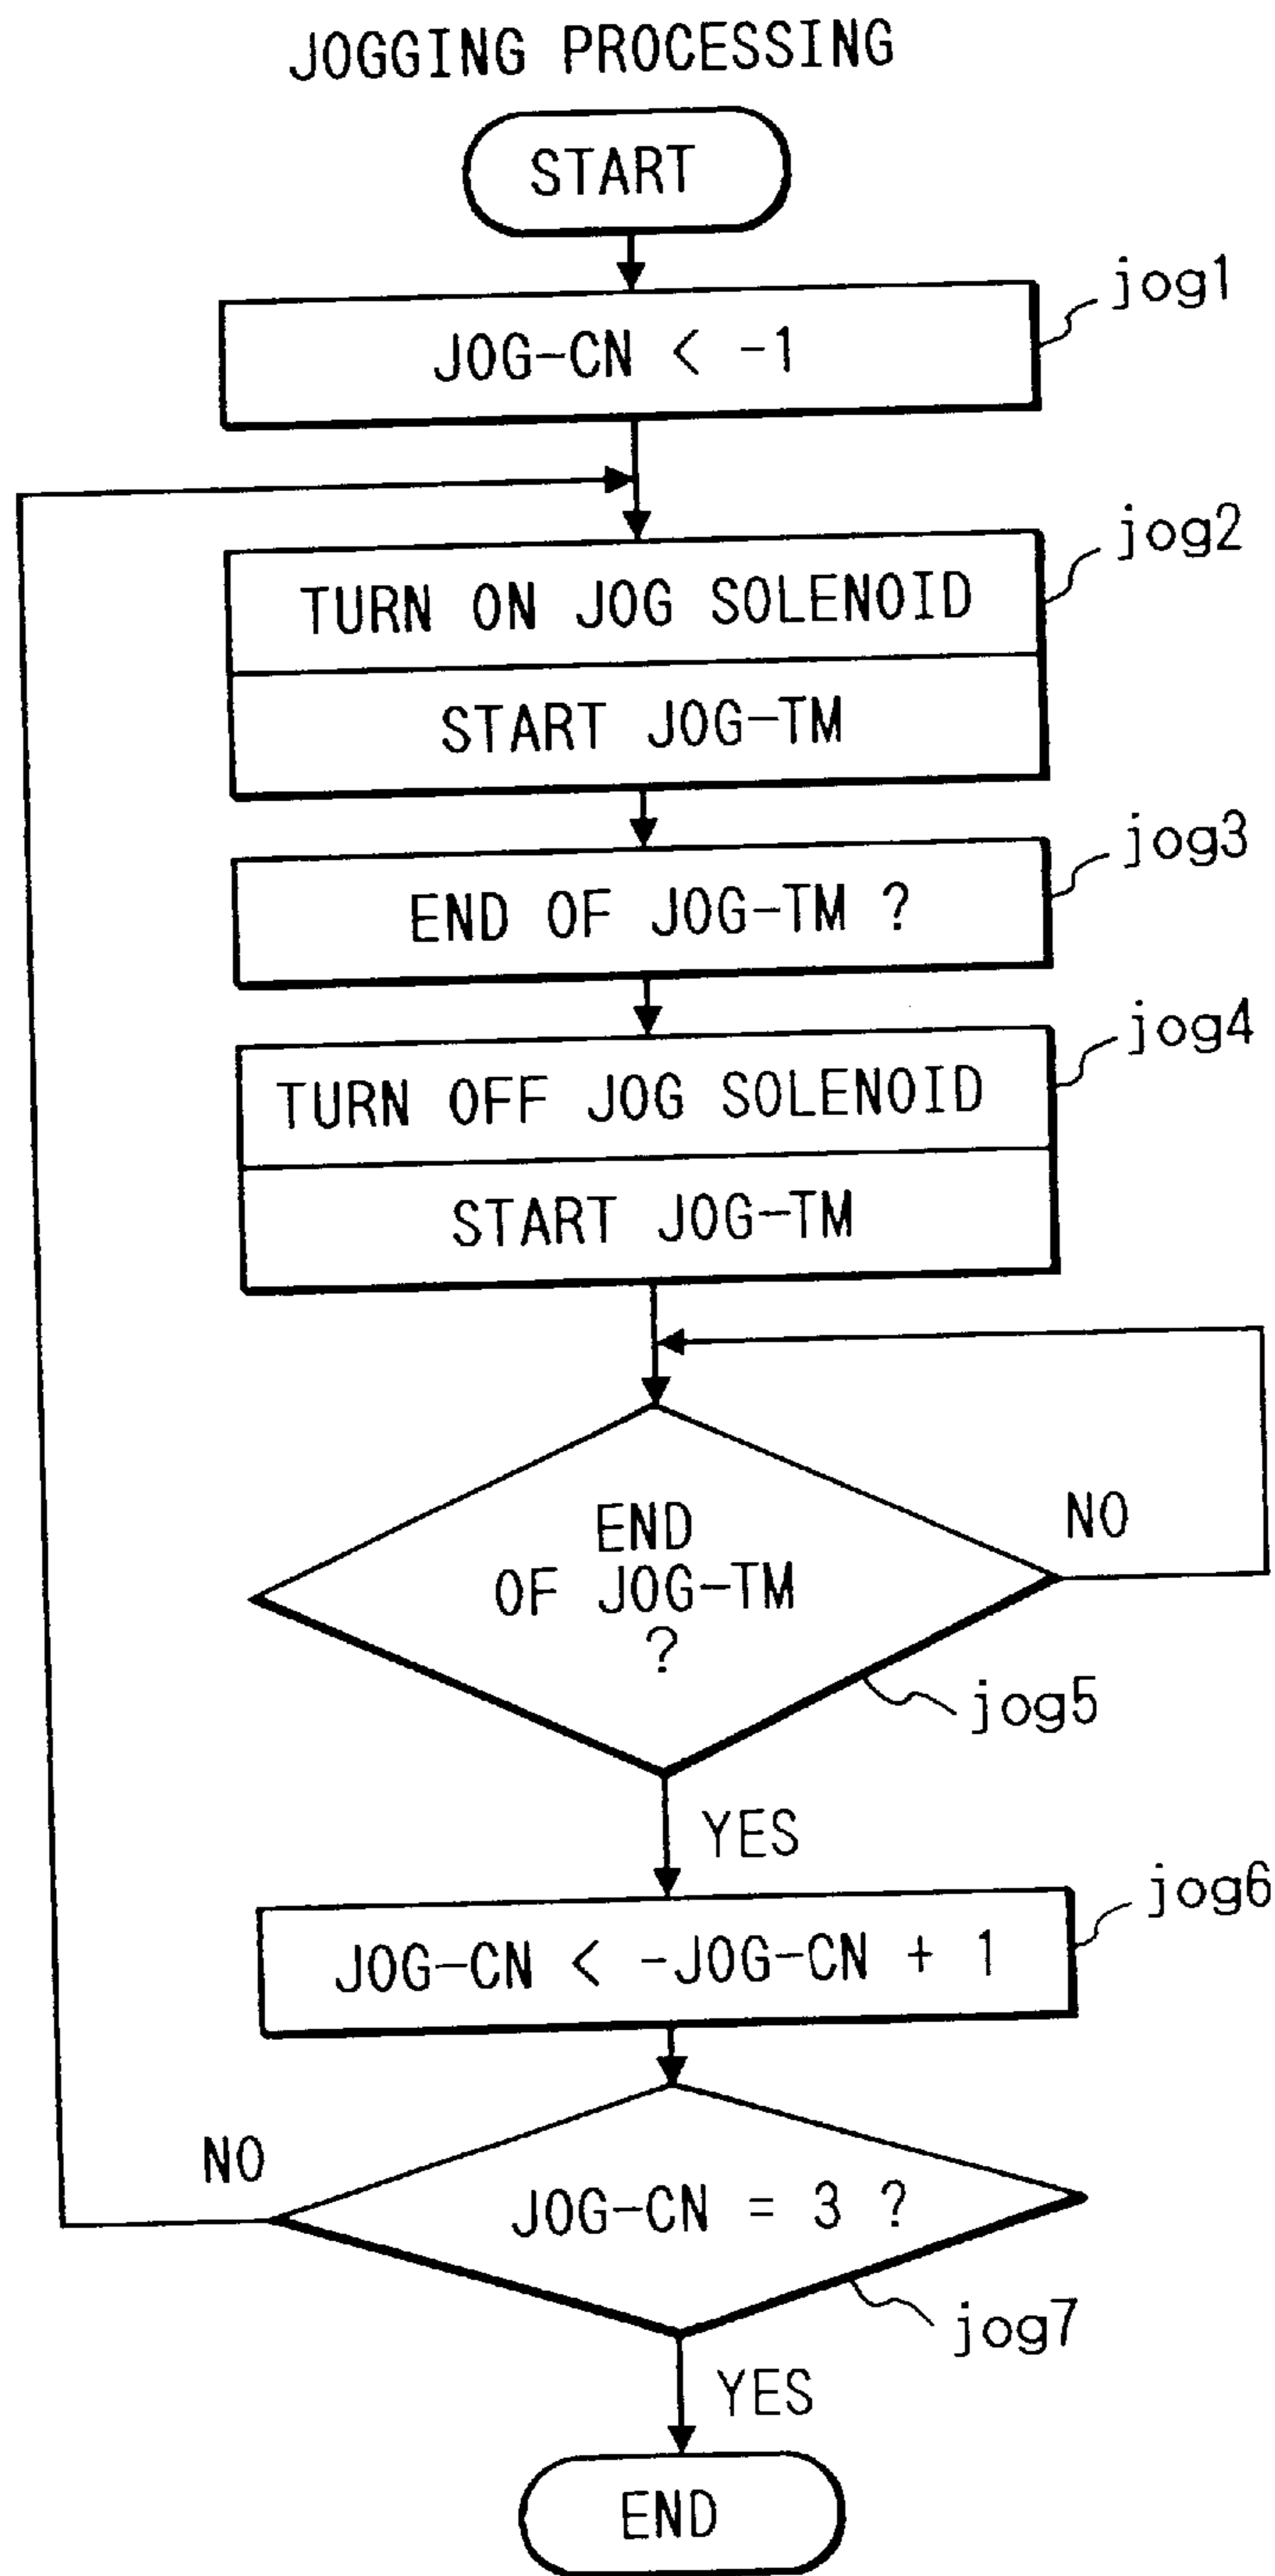 JOGGING PROCESSING
START
jog1
JOG-CN < -1
jog2
TURN ON JOG SOLENOID
START JOG-TM
jog3
END OF JOG-TM ?
jog4
TURN OFF JOG SOLENOID
START JOG-TM
END
OF JOG-TM
?
NO
jog5
YES
jog6
JOG-CN < -JOG-CN + 1
NO
JOG-CN = 3 ?
jog7
YES
END